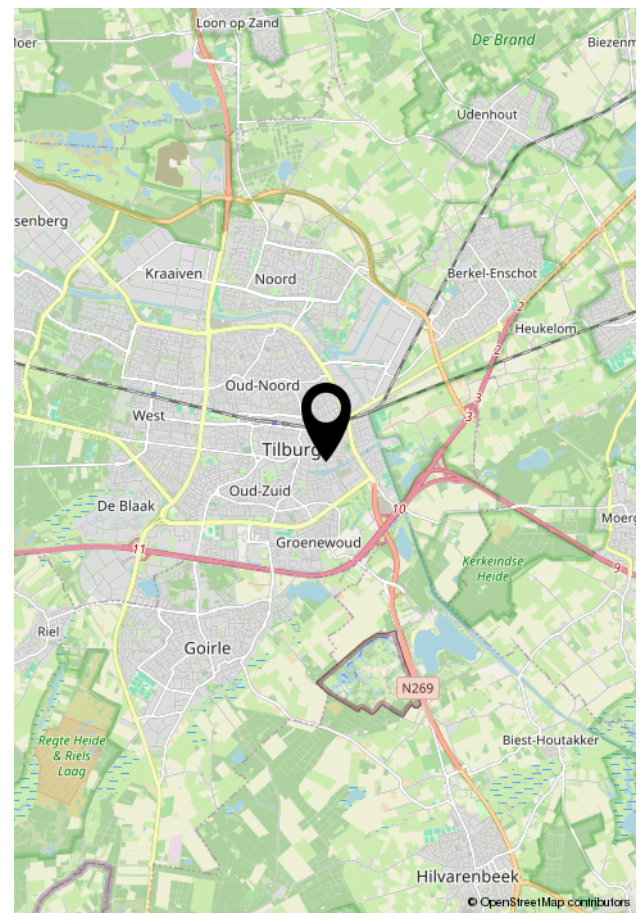 Loon op Zand
De Brand
Moer
Biezenm
Udenhout
senberg
Kraaiven
Noord
Berkel-Enschot
2
Heukelom
2
Oud-Noord
3
West
3
Tilburg
Oud-Zuid
De Blaak
10
Moerg
Groenewoud
11
Kerkeindse
Heide
9
Riel
Goirle
N269
Regte Heide
& Riels
Laag
Biest-Houtakker
Hilvarenbeek
© OpenStreetMap contributors